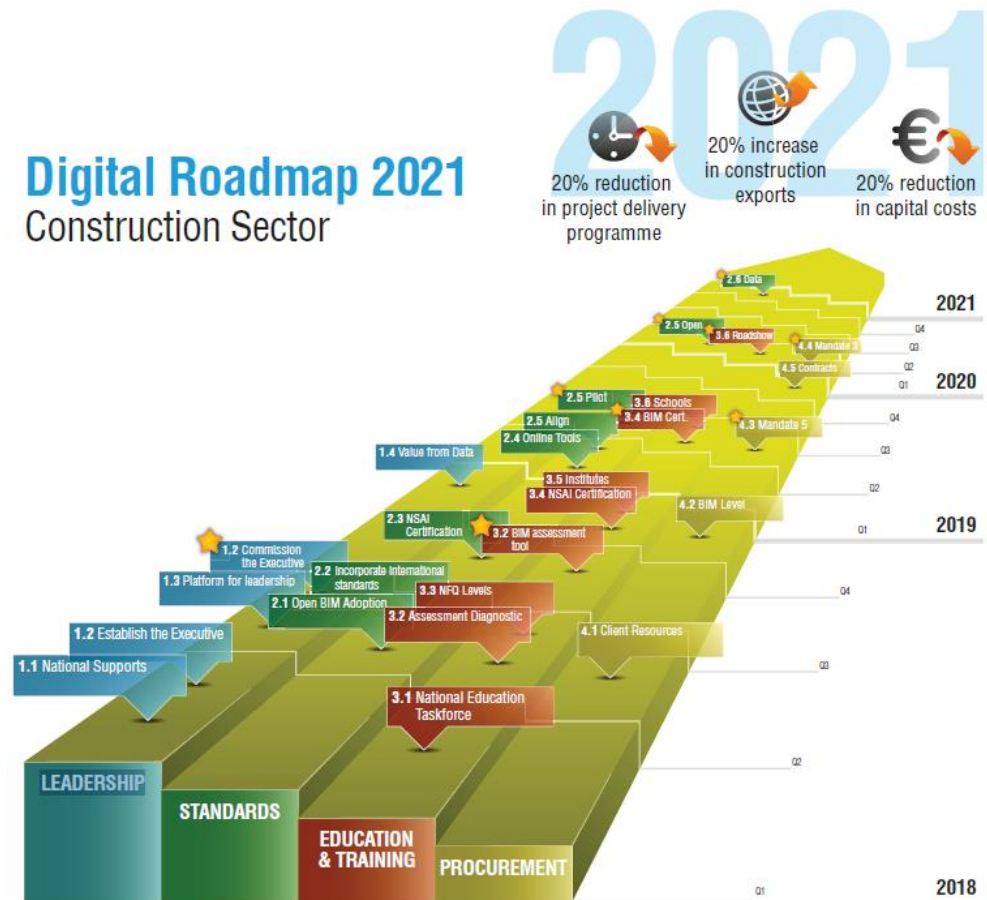 2021
Digital Roadmap 2021
Construction Sector
20% reduction
in project delivery
programme
20% increase
in construction
exports
20% reduction
in capital costs
2.6 Data
2021
Q4
2.5 Open
3.6 Roadshow
4.4 Mandate 3
Q3
4.5 Contracts
Q2
Q1
2020
2.5 Pilot
3.6 Schools
2.5 Align
3.4 BIM Cert.
4.3 Mandate 5
Q4
2.4 Online Tools
1.4 Value from Data
Q3
3.5 Institutes
3.4 NSAI Certification
Q2
4.2 BIM Level
2.3 NSAI
Certification
3.2 BIM assessment
tool
Q1
2019
1.2 Commission
the Executive
1.3 Platform for leadership
2.2 Incorporate International
standards
2.1 Open BIM Adoption
3.3 NFQ Levels
3.2 Assessment Diagnostic
Q4
1.2 Establish the Executive
1.1 National Supports
4.1 Client Resources
Q3
3.1 National Education
Taskforce
Q2
LEADERSHIP
STANDARDS
EDUCATION
& TRAINING
PROCUREMENT
Q1
2018